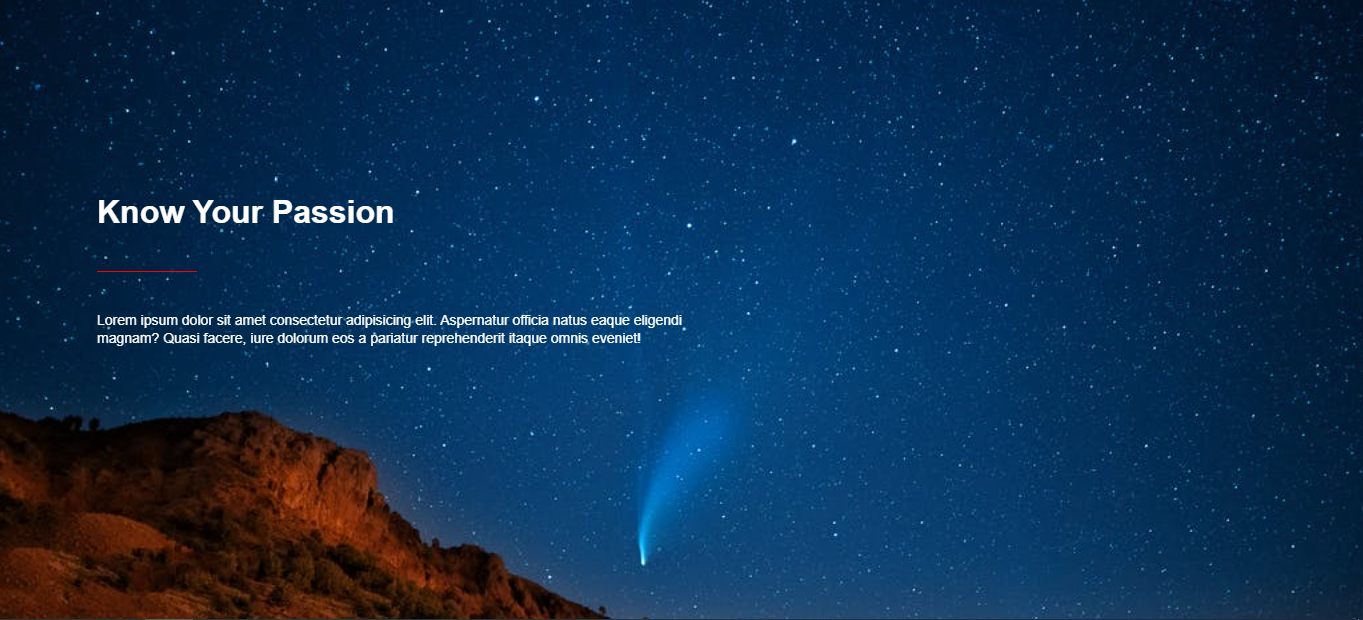 Know Your Passion
Lorem ipsum dolor sit amet consectetur adipisicing elit. Aspernatur officia natus eaque eligendi
magnam? Quasi facere, iure dolorum eos a pariatur reprehenderit itaque omnis eveniet!